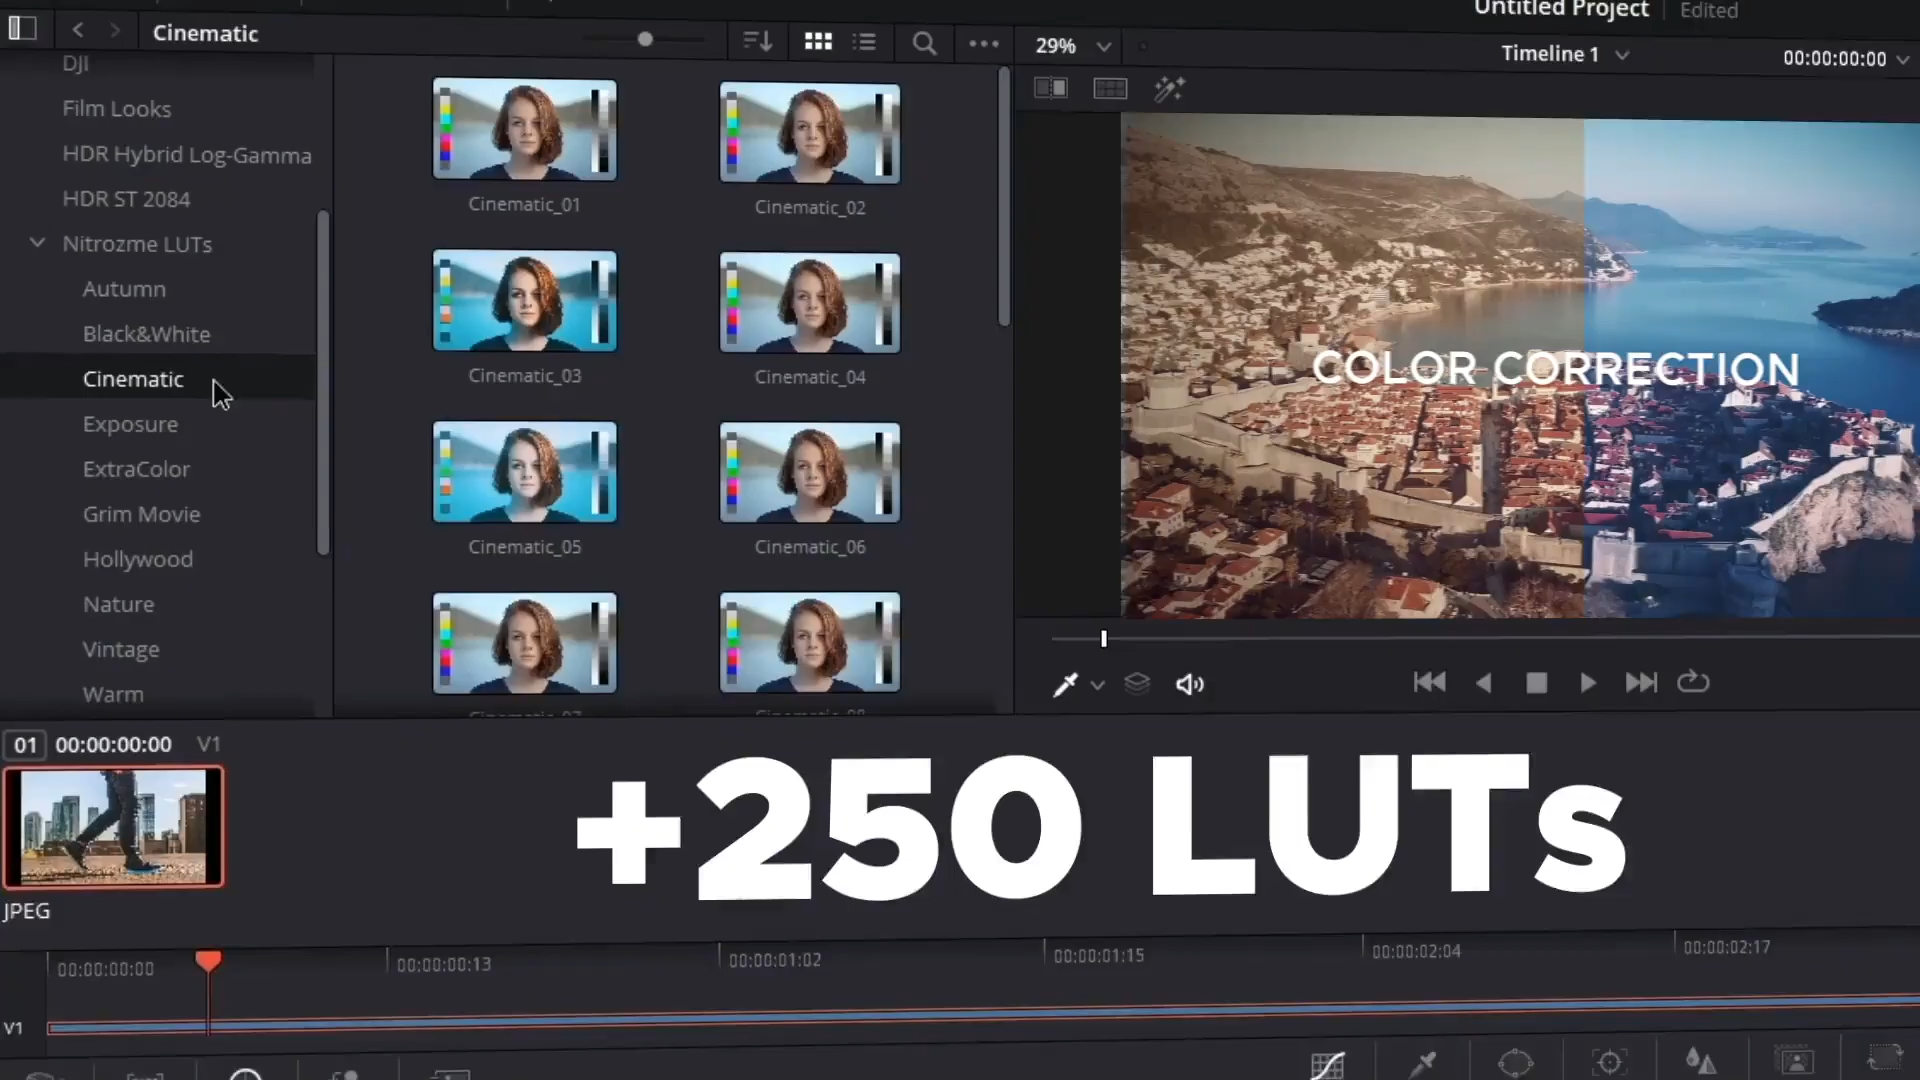 Untitled Project
Edited
Cinematic
29%
Timeline 1
00:00:00:00
DJI
Film Looks
HDR Hybrid Log-Gamma
HDR ST 2084
Nitrozme LUTs
Autumn
Black&White
Cinematic
Exposure
ExtraColor
Grim Movie
Hollywood
Nature
Vintage
Warm
Cinematic_01
Cinematic_02
Cinematic_03
Cinematic_04
Cinematic_05
Cinematic_06
Cinematic_07
Cinematic_08
COLOR CORRECTION
01 00:00:00:00 V1
JPEG
+250 LUTs
00:00:00:00
00:00:00:13
00:00:01:02
00:00:01:15
00:00:02:04
00:00:02:17
V1